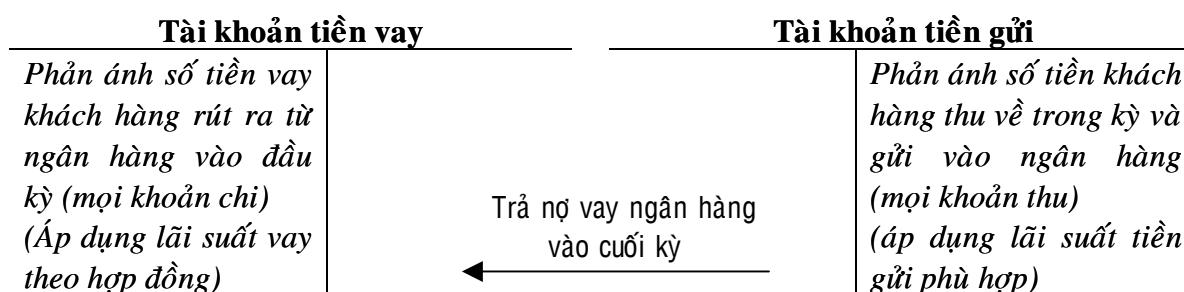 Tài khoản tiền vay
Tài khoản tiền gửi
Phản ánh số tiền vay
khách hàng rút ra từ
ngân hàng vào đầu
kỳ (mọi khoản chi)
(Áp dụng lãi suất vay
theo hợp đồng)
Trả nợ vay ngân hàng
vào cuối kỳ
Phản ánh số tiền khách
hàng thu về trong kỳ và
gửi vào ngân hàng
(mọi khoản thu)
(áp dụng lãi suất tiền
gửi phù hợp)